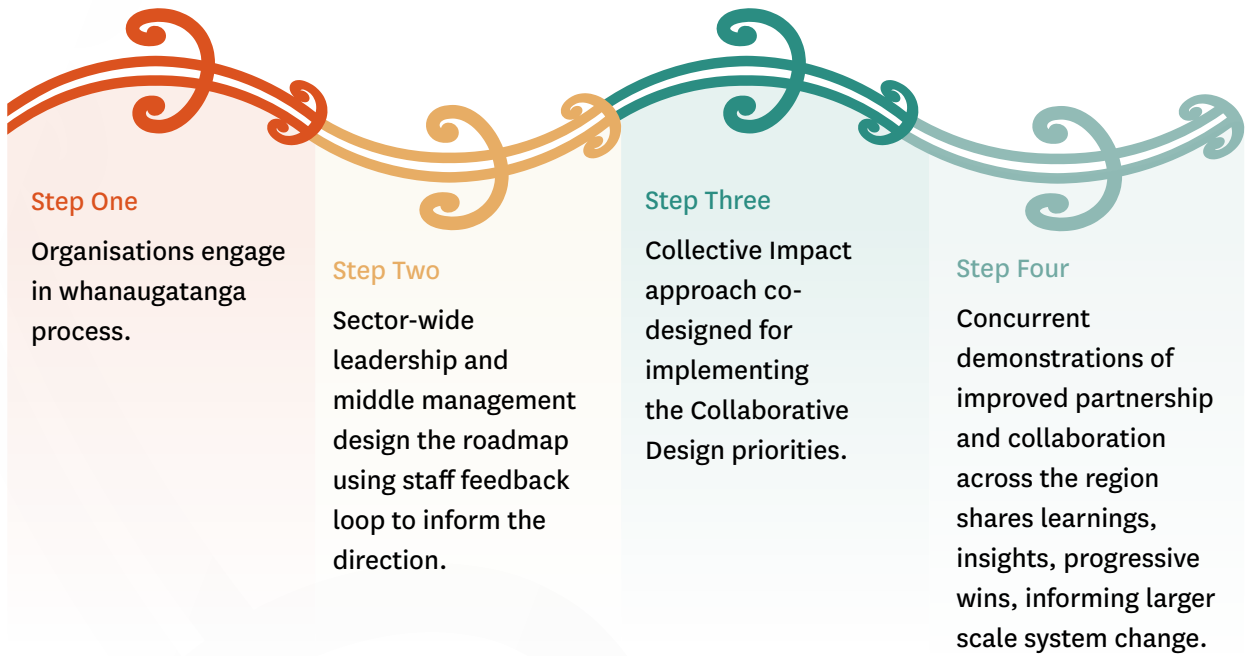 Step One
Organisations engage
in whanaugatanga
process.
Step Two
Sector-wide
leadership and
middle management
design the roadmap
using staff feedback
loop to inform the
direction.
Step Three
Collective Impact
approach co-
designed for
implementing
the Collaborative
Design priorities.
Step Four
Concurrent
demonstrations of
improved partnership
and collaboration
across the region
shares learnings,
insights, progressive
wins, informing larger
scale system change.